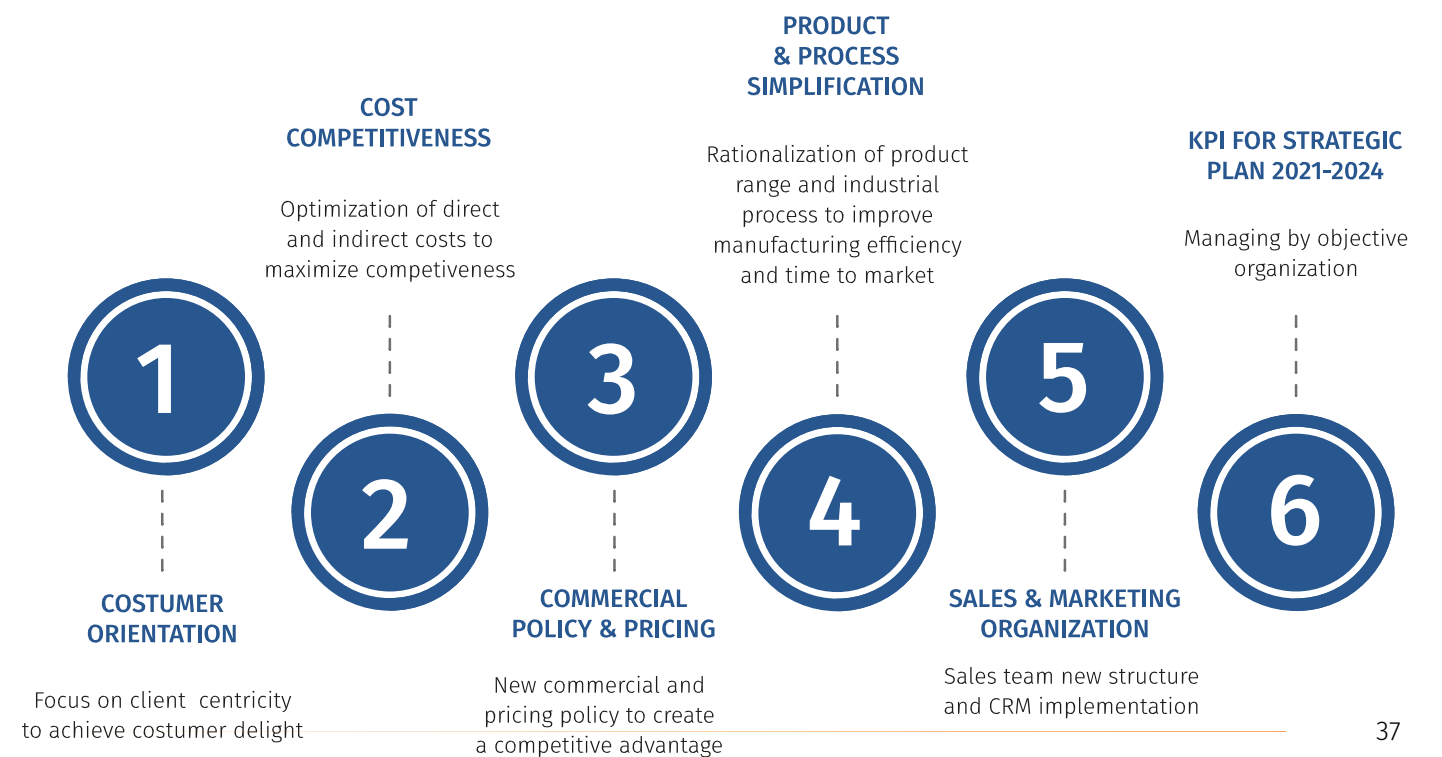 1
COSTUMER
ORIENTATION
Focus on client  centricity
to achieve costumer delight
COST
COMPETITIVENESS
Optimization of direct
and indirect costs to
maximize competiveness
2
3
COMMERCIAL
POLICY & PRICING
New commercial and
pricing policy to create
a competitive advantage
PRODUCT
& PROCESS
SIMPLIFICATION
Rationalization of product
range and industrial
process to improve
manufacturing efficiency
and time to market
4
5
SALES & MARKETING
ORGANIZATION
Sales team new structure
and CRM implementation
KPI FOR STRATEGIC
PLAN 2021-2024
Managing by objective
organization
6
37